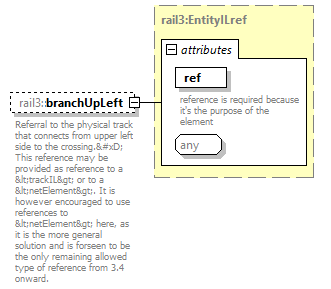 rail3:EntityILref
attributes
ref
reference is required because
it's the purpose of the
element
any
rail3::branchUpLeft
Referral to the physical track
that connects from upper left
side to the crossing.&#xD;
This reference may be
provided as reference to a
&lt;trackIL&gt; or to a
&lt;netElement&gt;. It is
however encouraged to use
references to
&lt;netElement&gt; here, as
it is the more general
solution and is forseen to be
the only remaining allowed
type of reference from 3.4
onward.